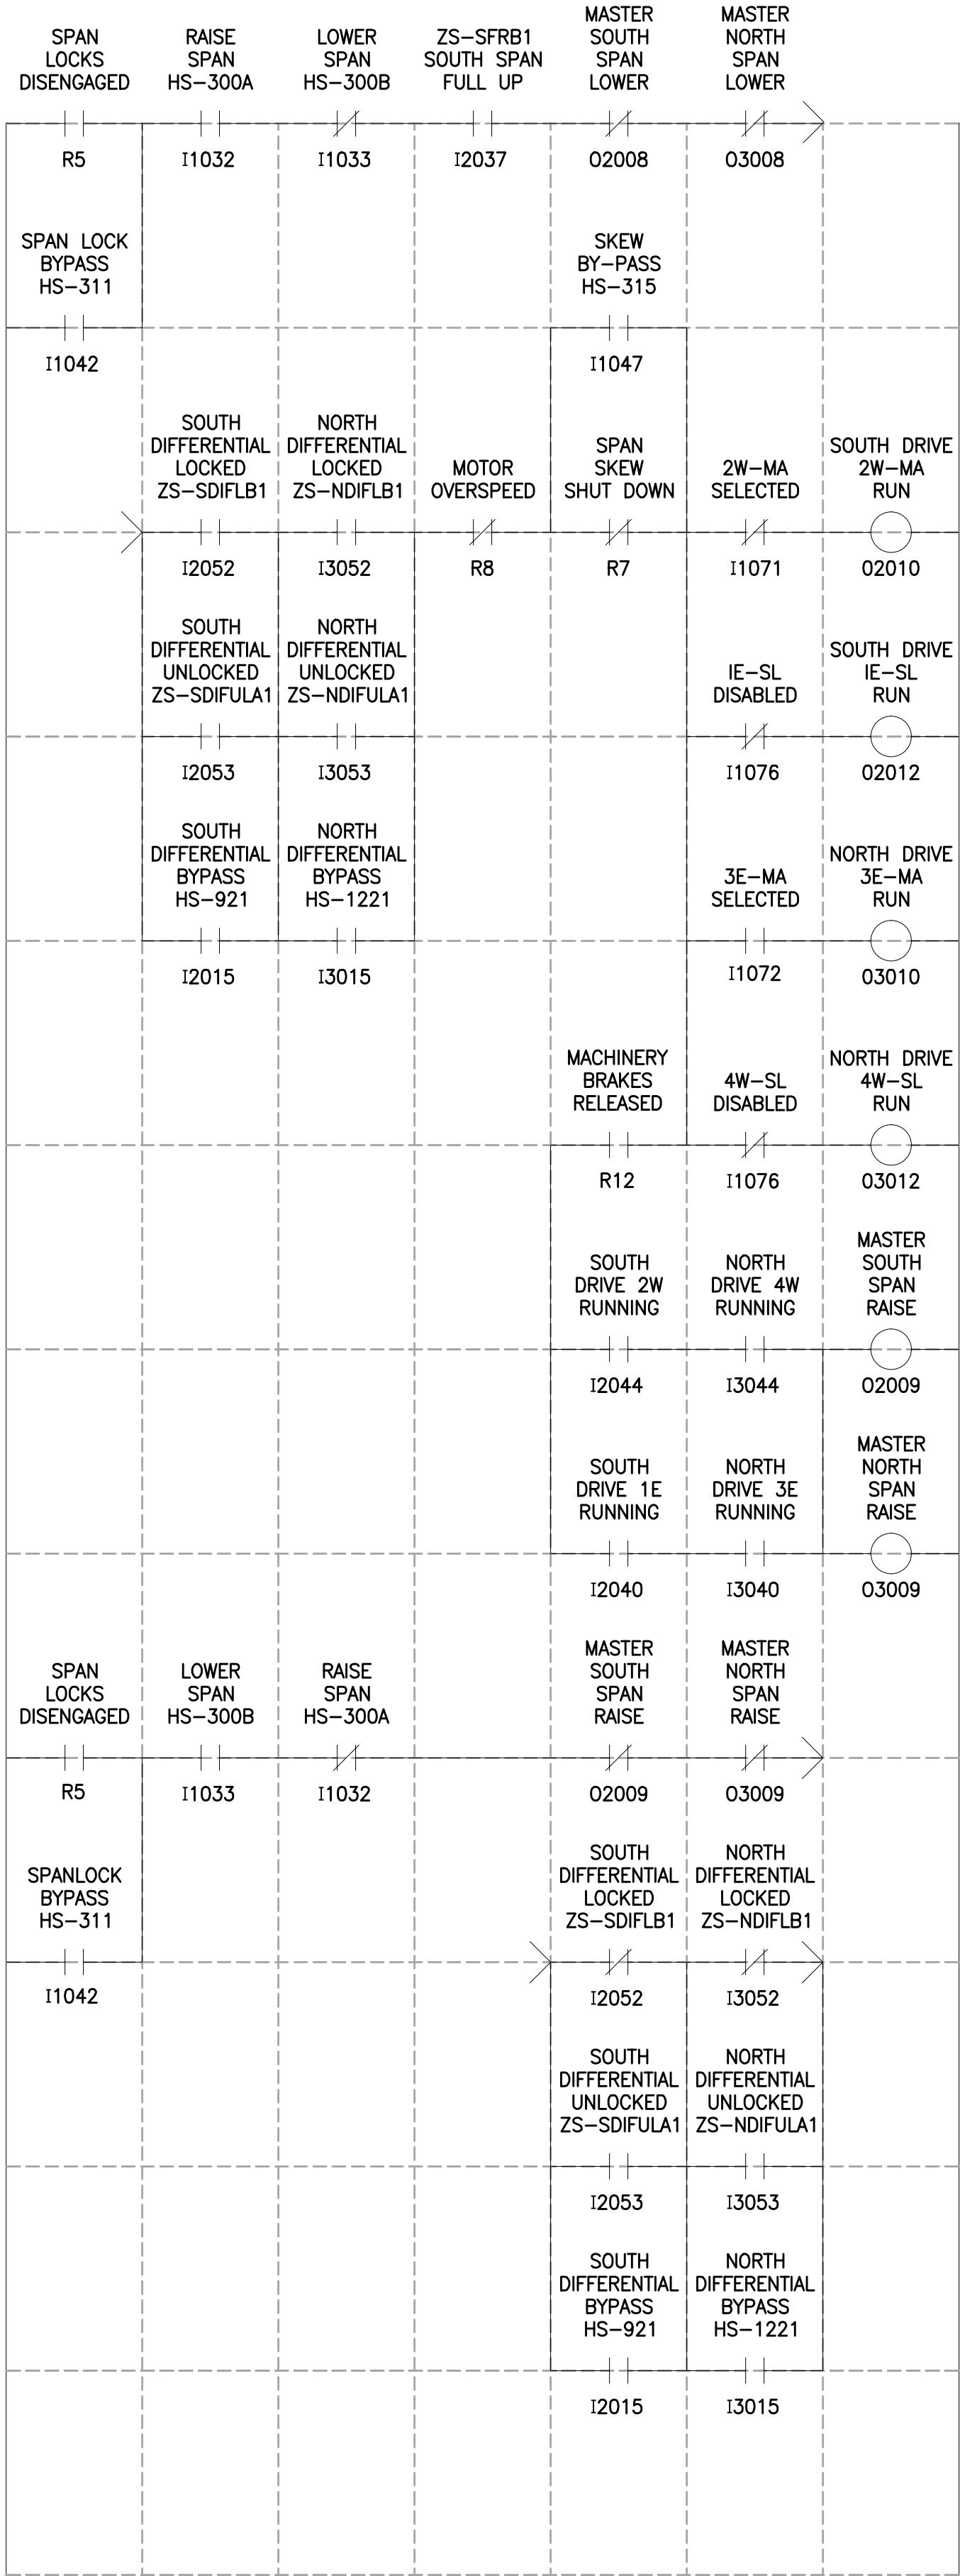 SPAN
LOCKS
DISENGAGED
RAISE
SPAN
HS-300A
LOWER
SPAN
HS-300B
ZS-SFRB1
SOUTH SPAN
FULL UP
MASTER
SOUTH
SPAN
LOWER
MASTER
NORTH
SPAN
LOWER
R5
I1032
I1033
I2037
O2008
O3008
SPAN LOCK
BYPASS
HS-311
SKEW
BY-PASS
HS-315
I1042
I1047
SOUTH
DIFFERENTIAL
LOCKED
ZS-SDIFLB1
NORTH
DIFFERENTIAL
LOCKED
ZS-NDIFLB1
MOTOR
OVERSPEED
SPAN
SKEW
SHUT DOWN
2W-MA
SELECTED
SOUTH DRIVE
2W-MA
RUN
I2052
I3052
R8
R7
I1071
O2010
SOUTH
DIFFERENTIAL
UNLOCKED
ZS-SDIFULA1
NORTH
DIFFERENTIAL
UNLOCKED
ZS-NDIFULA1
IE-SL
DISABLED
SOUTH DRIVE
IE-SL
RUN
I2053
I3053
I1076
O2012
SOUTH
DIFFERENTIAL
BYPASS
HS-921
NORTH
DIFFERENTIAL
BYPASS
HS-1221
3E-MA
SELECTED
NORTH DRIVE
3E-MA
RUN
I2015
I3015
I1072
O3010
MACHINERY
BRAKES
RELEASED
4W-SL
DISABLED
NORTH DRIVE
4W-SL
RUN
R12
I1076
O3012
SOUTH
DRIVE 2W
RUNNING
NORTH
DRIVE 4W
RUNNING
MASTER
SOUTH
SPAN
RAISE
I2044
I3044
O2009
SOUTH
DRIVE 1E
RUNNING
NORTH
DRIVE 3E
RUNNING
MASTER
NORTH
SPAN
RAISE
I2040
I3040
O3009
SPAN
LOCKS
DISENGAGED
LOWER
SPAN
HS-300B
RAISE
SPAN
HS-300A
MASTER
SOUTH
SPAN
RAISE
MASTER
NORTH
SPAN
RAISE
R5
I1033
I1032
O2009
O3009
SPANLOCK
BYPASS
HS-311
SOUTH
DIFFERENTIAL
LOCKED
ZS-SDIFLB1
NORTH
DIFFERENTIAL
LOCKED
ZS-NDIFLB1
I1042
I2052
I3052
SOUTH
DIFFERENTIAL
UNLOCKED
ZS-SDIFULA1
NORTH
DIFFERENTIAL
UNLOCKED
ZS-NDIFULA1
I2053
I3053
SOUTH
DIFFERENTIAL
BYPASS
HS-921
NORTH
DIFFERENTIAL
BYPASS
HS-1221
I2015
I3015